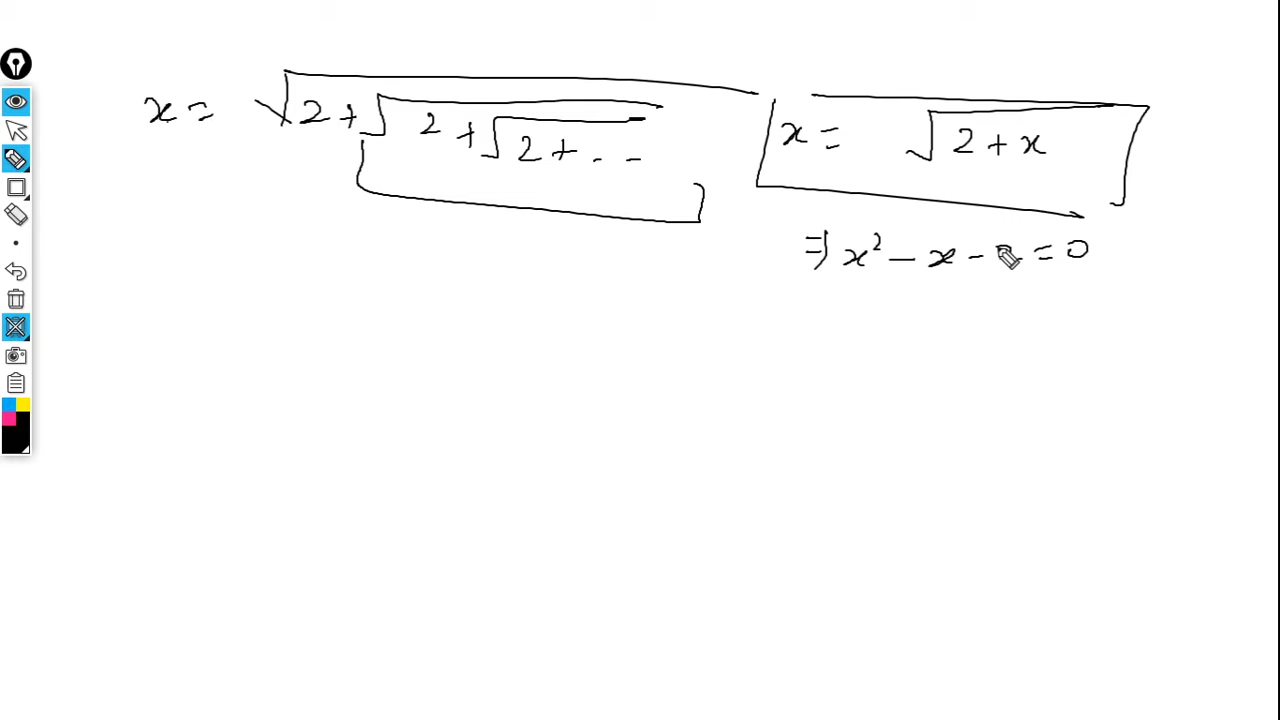 x = √(2 + √(2 + √(2 + . . -
x = √(2 + x)
⇒ x² - x - = 0